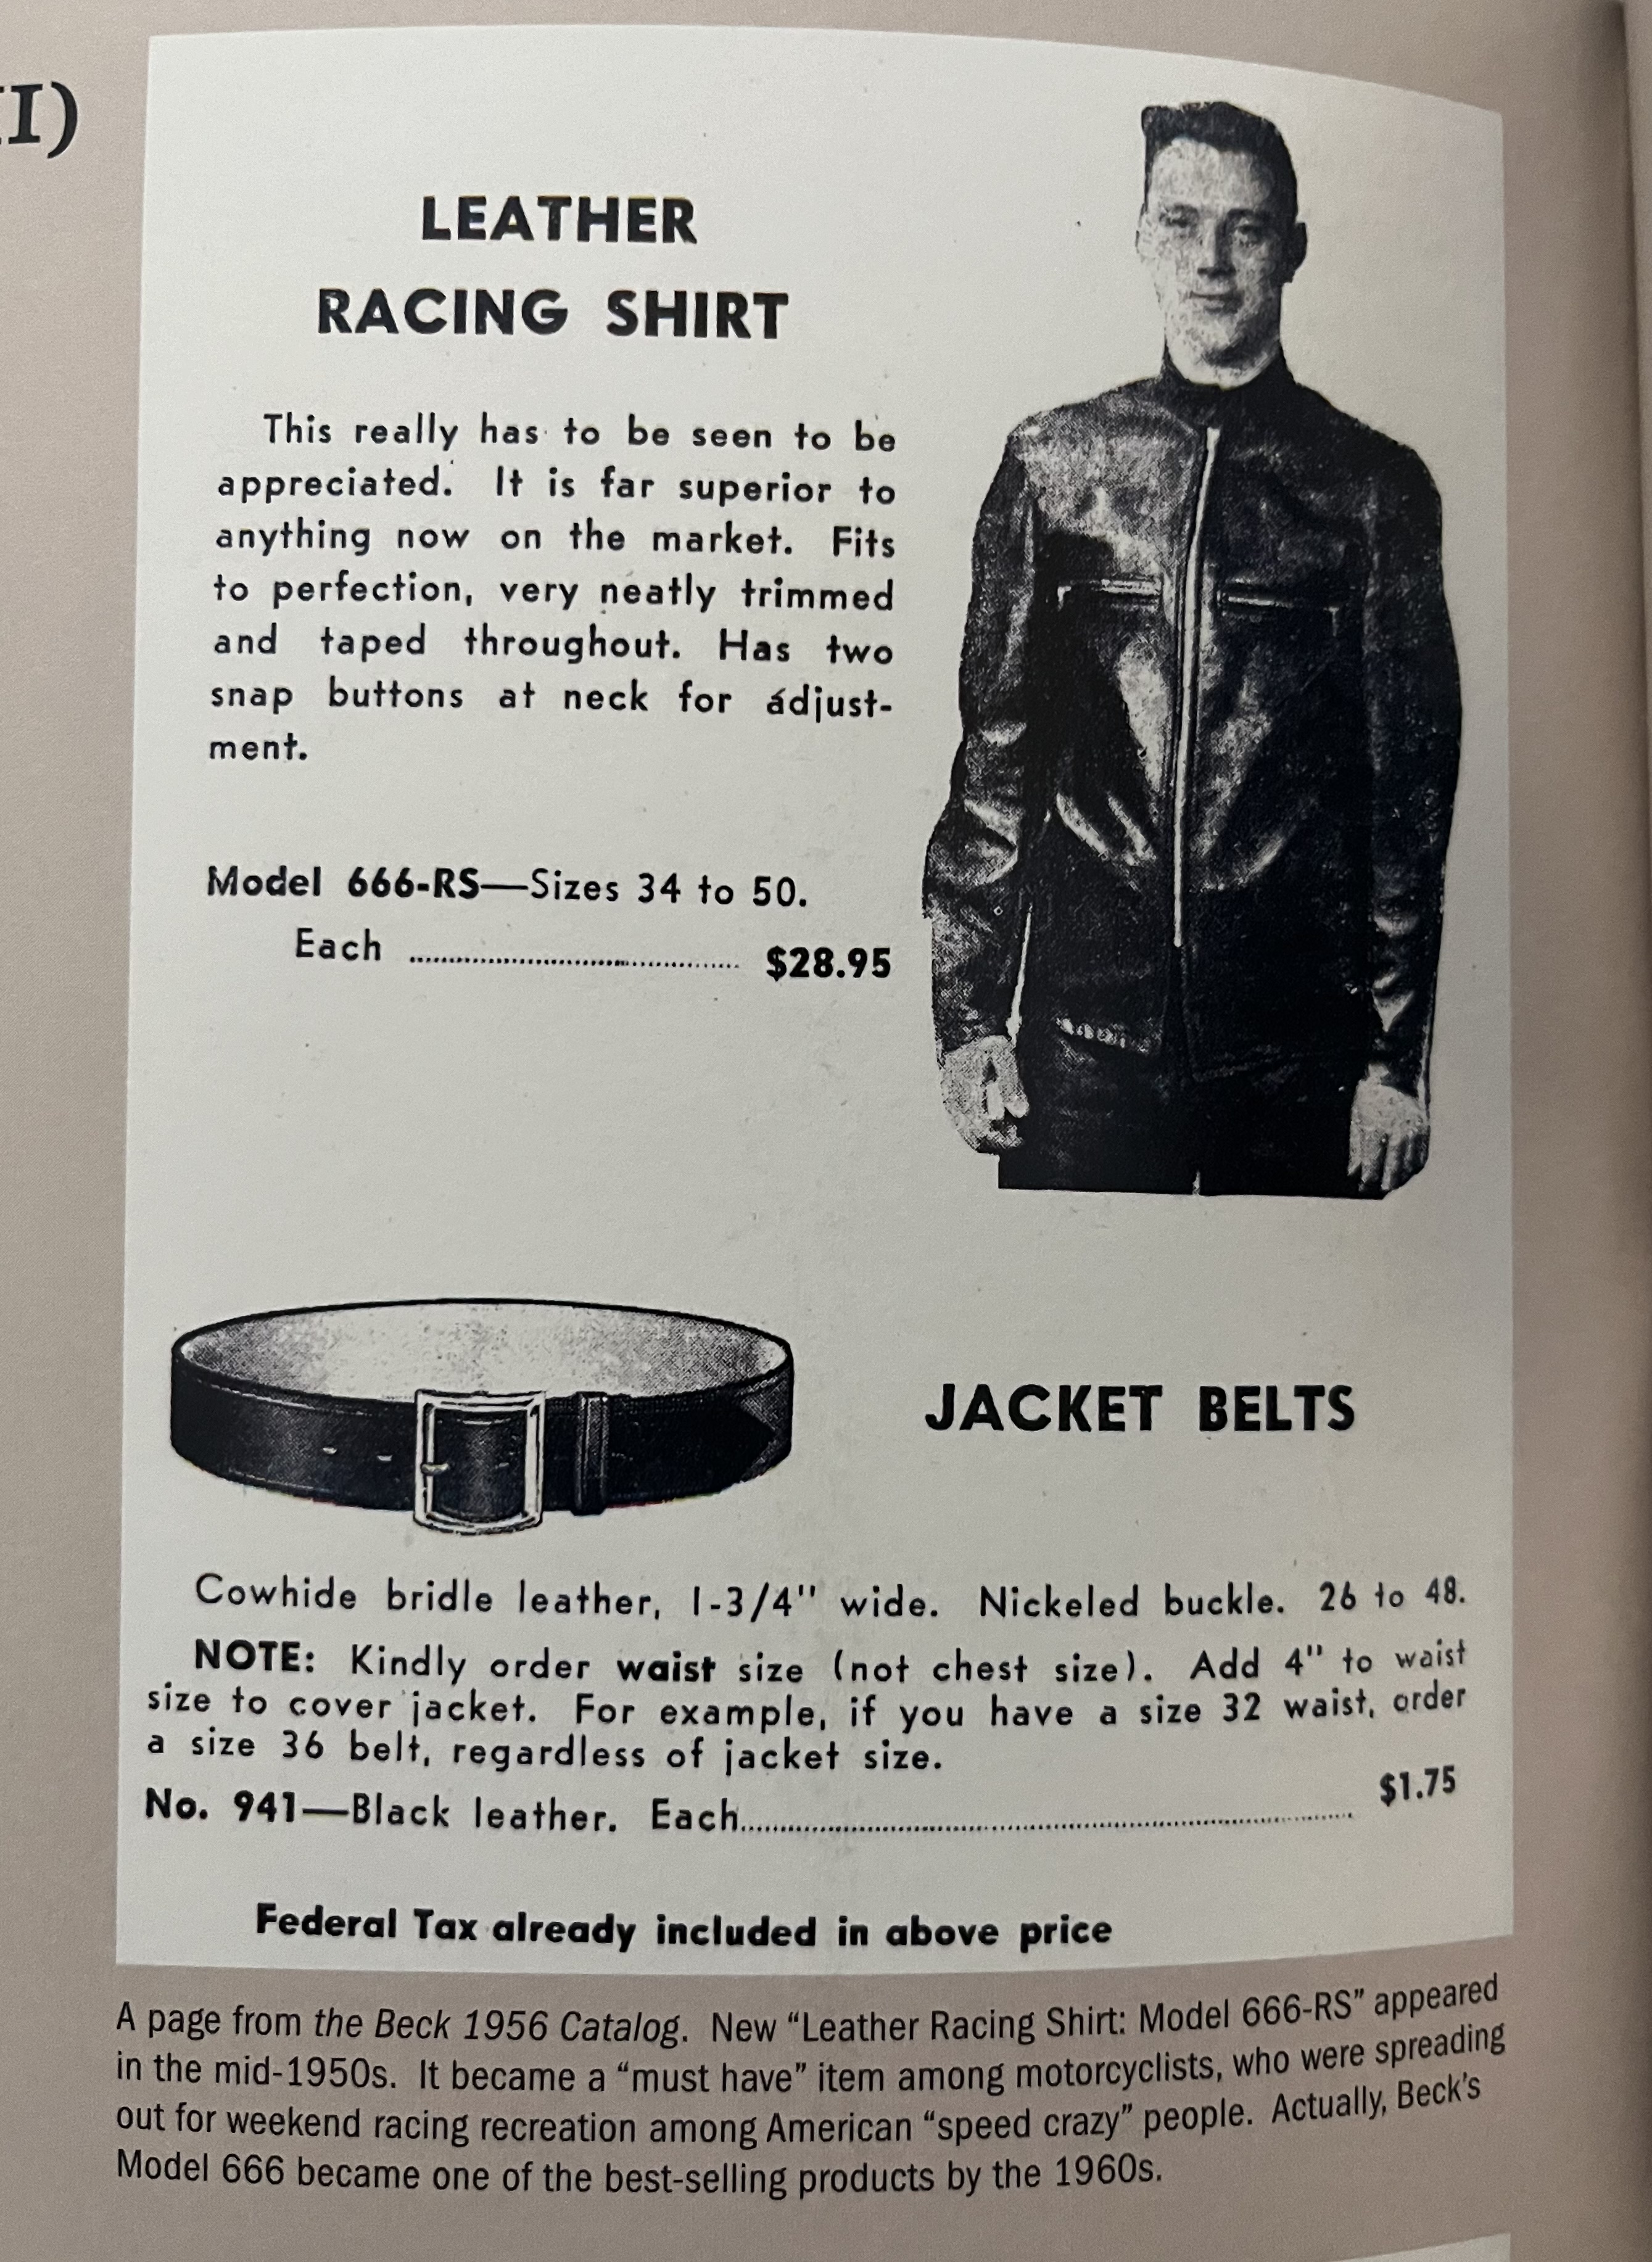 I)
LEATHER
RACING SHIRT
This really has to be seen to be
appreciated. It is far superior to
anything now on the market. Fits
to perfection, very neatly trimmed
and taped throughout. Has two
snap buttons at neck for adjust-
ment.
Model 666-RS—Sizes 34 to 50.
Each .......................................... $28.95
JACKET BELTS
Cowhide bridle leather, 1-3/4" wide. Nickeled buckle. 26 to 48.
NOTE: Kindly order waist size (not chest size). Add 4" to waist
size to cover jacket. For example, if you have a size 32 waist, order
a size 36 belt, regardless of jacket size.
No. 941—Black leather. Each.......................................... $1.75
Federal Tax already included in above price
A page from the Beck 1956 Catalog. New “Leather Racing Shirt: Model 666-RS” appeared
in the mid-1950s. It became a “must have” item among motorcyclists, who were spreading
out for weekend racing recreation among American “speed crazy” people. Actually, Beck’s
Model 666 became one of the best-selling products by the 1960s.